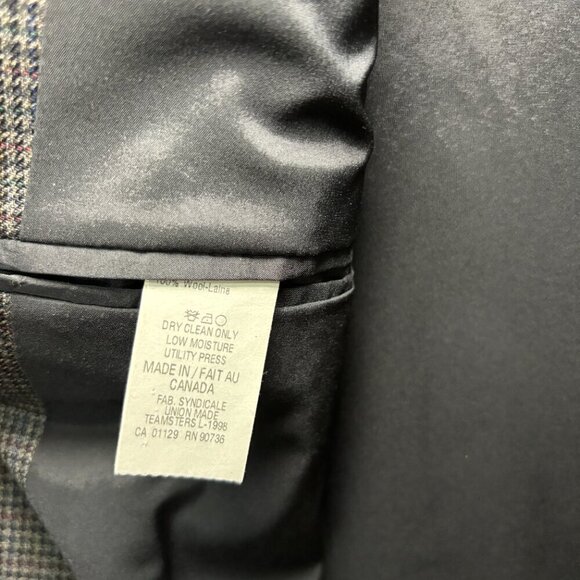 100% Wool-Laine
DRY CLEAN ONLY
LOW MOISTURE
UTILITY PRESS
MADE IN / FAIT AU
CANADA
FAB. SYNDICALE
UNION MADE
TEAMSTERS L-1998
CA 01129 RN 90736